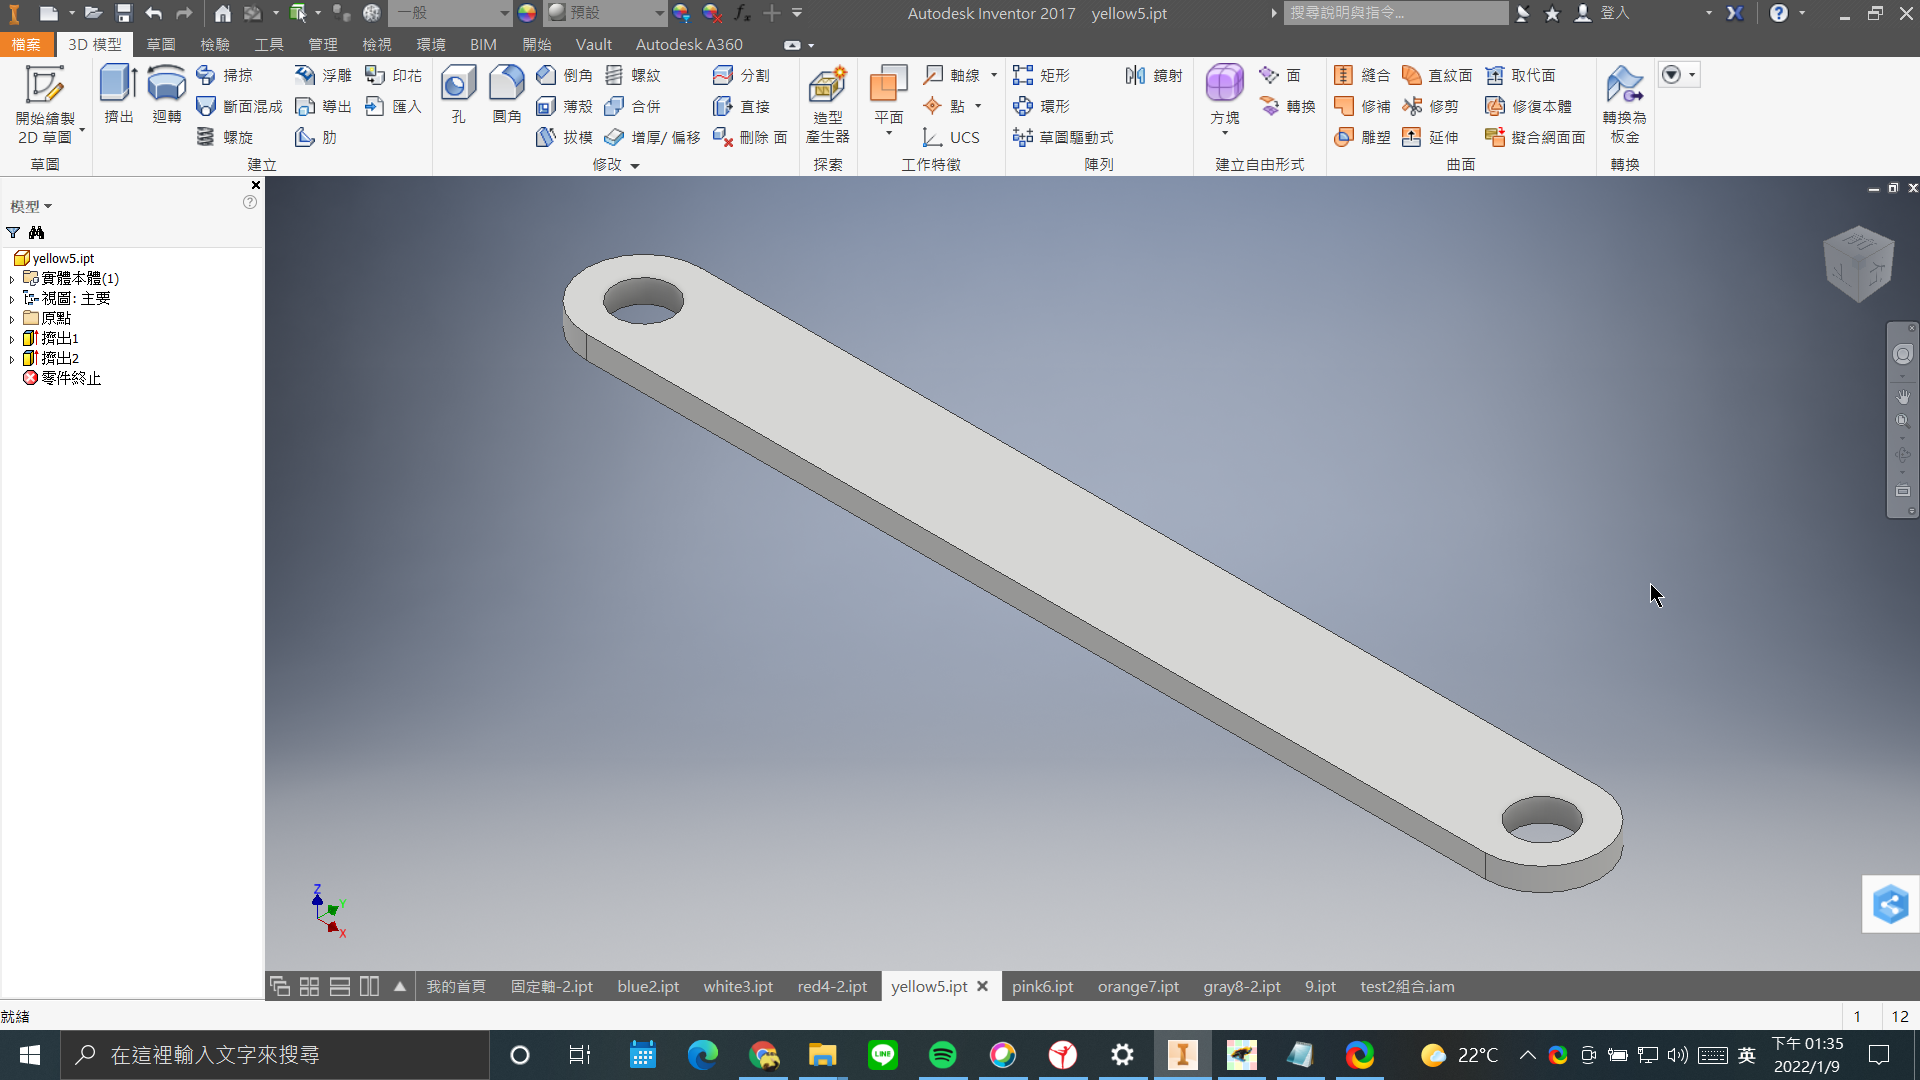 一般
預設
Autodesk Inventor 2017 yellow5.ipt
搜尋說明與指令...
登入
檔案
3D 模型
草圖
檢驗
工具
管理
檢視
環境
BIM
開始
Vault
Autodesk A360
開始繪製
2D 草圖
擠出
迴轉
掃掠
斷面混成
螺旋
浮雕
導出
肋
印花
匯入
孔
圓角
倒角
薄殼
拔模
螺紋
合併
增厚/ 偏移
分割
直接
刪除 面
造型
產生器
平面
軸線
點
UCS
矩形
環形
草圖驅動式
鏡射
方塊
面
轉換
縫合
修補
雕塑
直紋面
修剪
延伸
取代面
修復本體
擬合網面面
轉換為
板金
草圖
建立
修改
探索
工作特徵
陣列
建立自由形式
曲面
轉換
模型
yellow5.ipt
實體本體(1)
視圖: 主要
原點
擠出1
擠出2
零件終止
Z
Y
X
我的首頁
固定軸-2.ipt
blue2.ipt
white3.ipt
red4-2.ipt
yellow5.ipt
pink6.ipt
orange7.ipt
gray8-2.ipt
9.ipt
test2組合.iam
就緒
1
12
在這裡輸入文字來搜尋
LINE
22°C
英
下午 01:35
2022/1/9